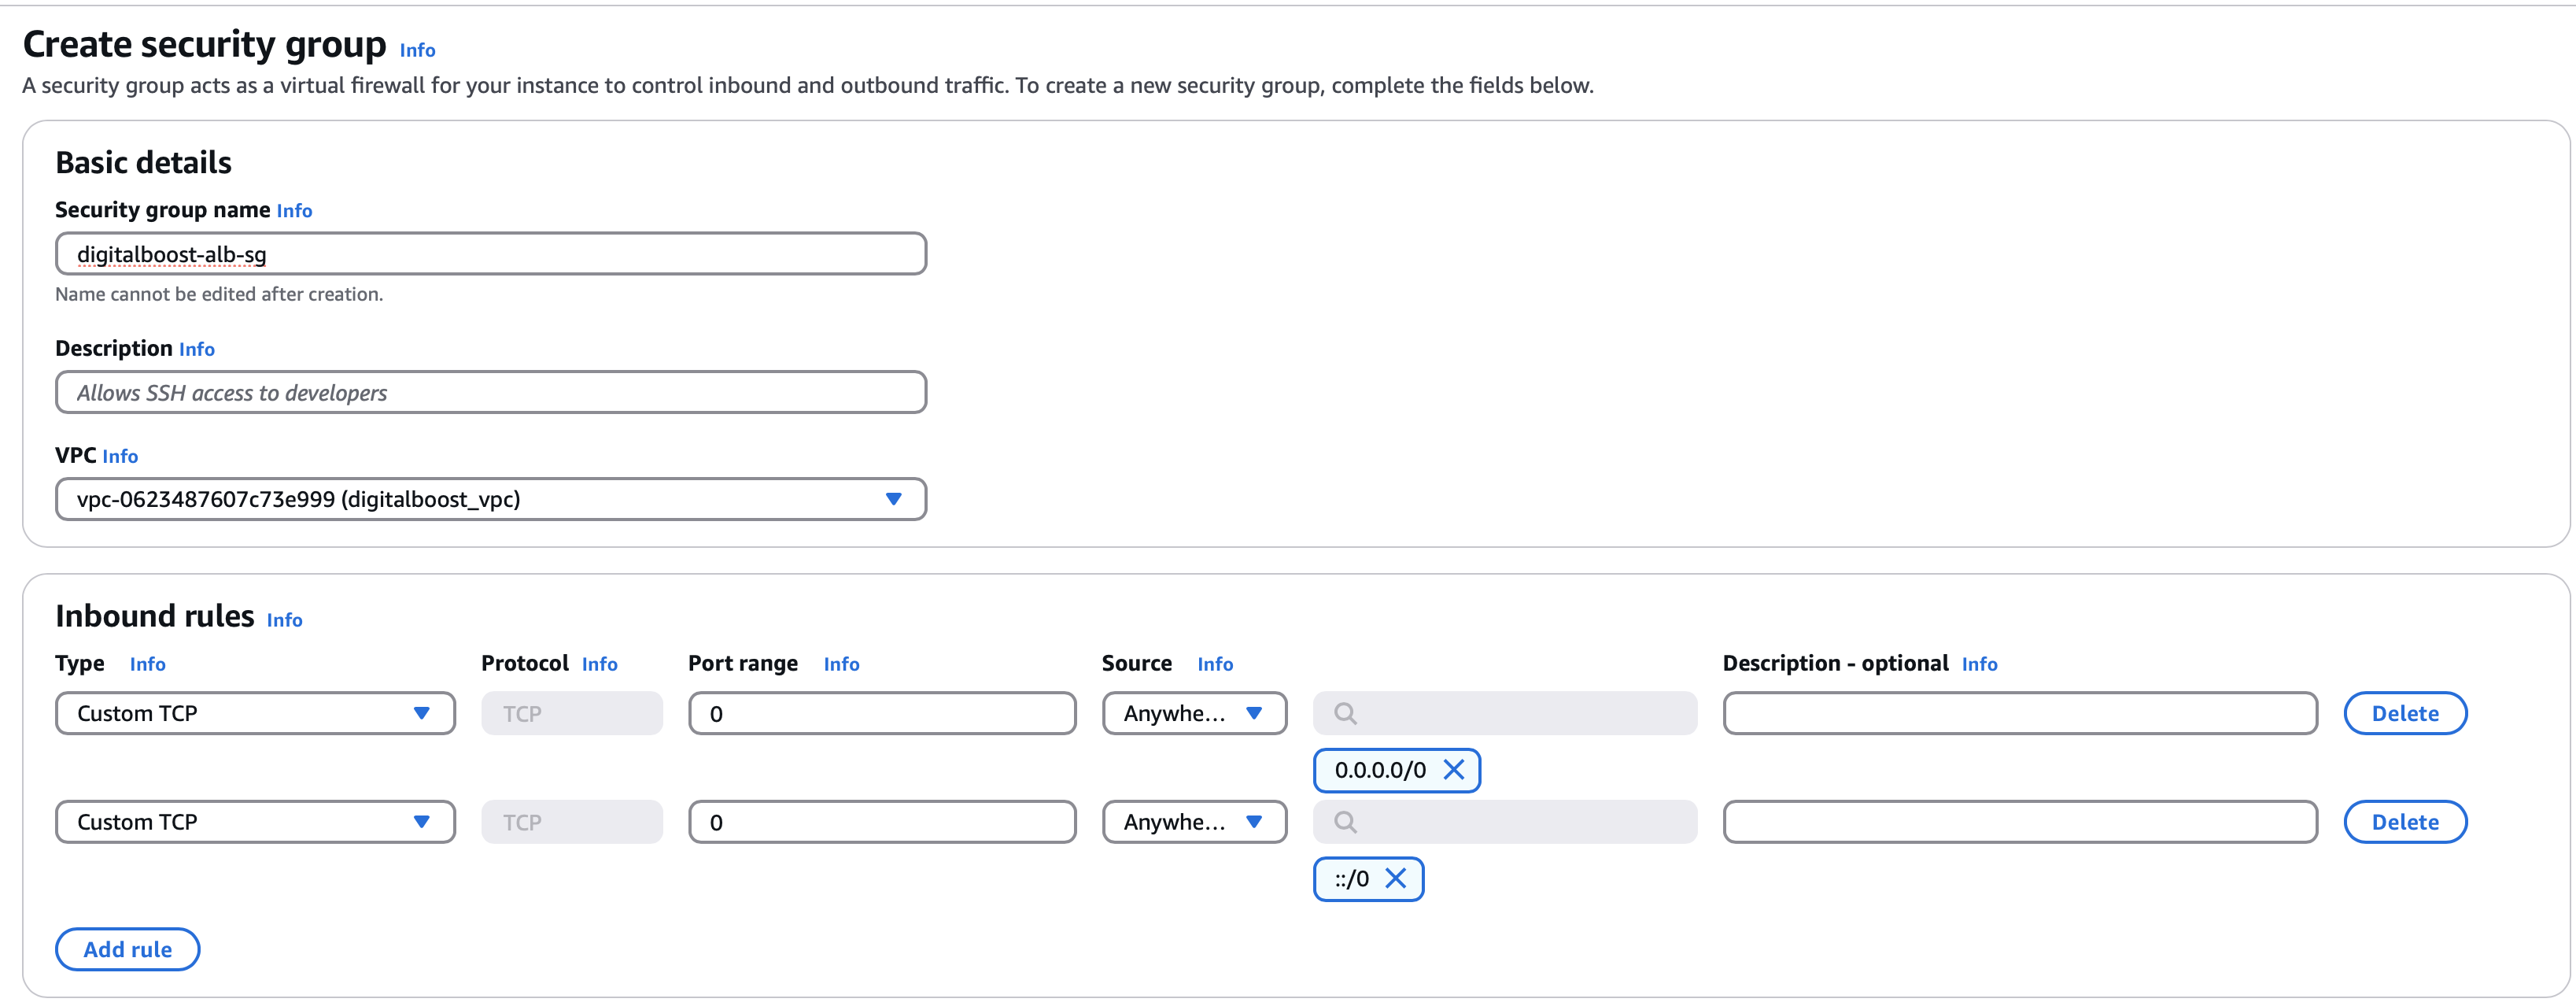 Create security group Info
A security group acts as a virtual firewall for your instance to control inbound and outbound traffic. To create a new security group, complete the fields below.
Basic details
Security group name Info
digitalboost-alb-sg
Name cannot be edited after creation.
Description Info
Allows SSH access to developers
VPC Info
vpc-0623487607c73e999 (digitalboost_vpc)
Inbound rules Info
Type Info Protocol Info Port range Info Source Info Description - optional Info
Custom TCP TCP 0 Anywhe... Delete
0.0.0.0/0
Custom TCP TCP 0 Anywhe... Delete
::/0
Add rule